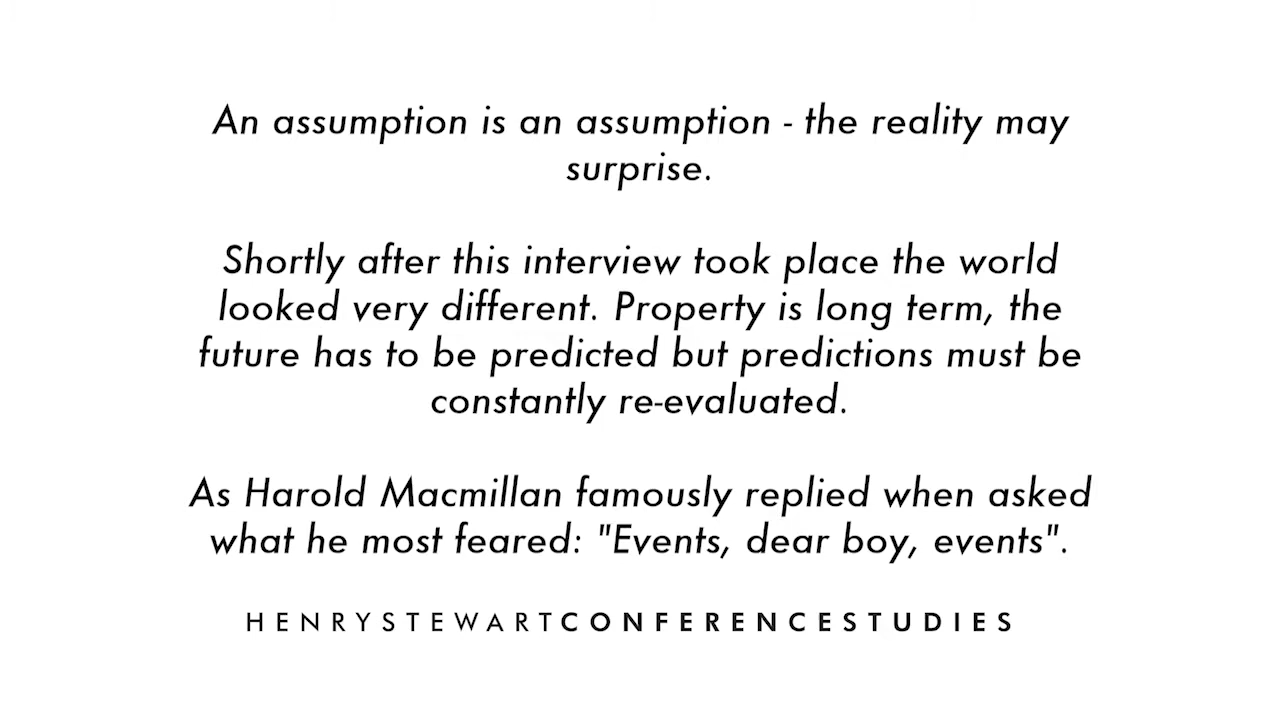 An assumption is an assumption - the reality may
surprise.
Shortly after this interview took place the world
looked very different. Property is long term, the
future has to be predicted but predictions must be
constantly re-evaluated.
As Harold Macmillan famously replied when asked
what he most feared: "Events, dear boy, events".
HENRYSTEWARTCONFERENCESTUDIES